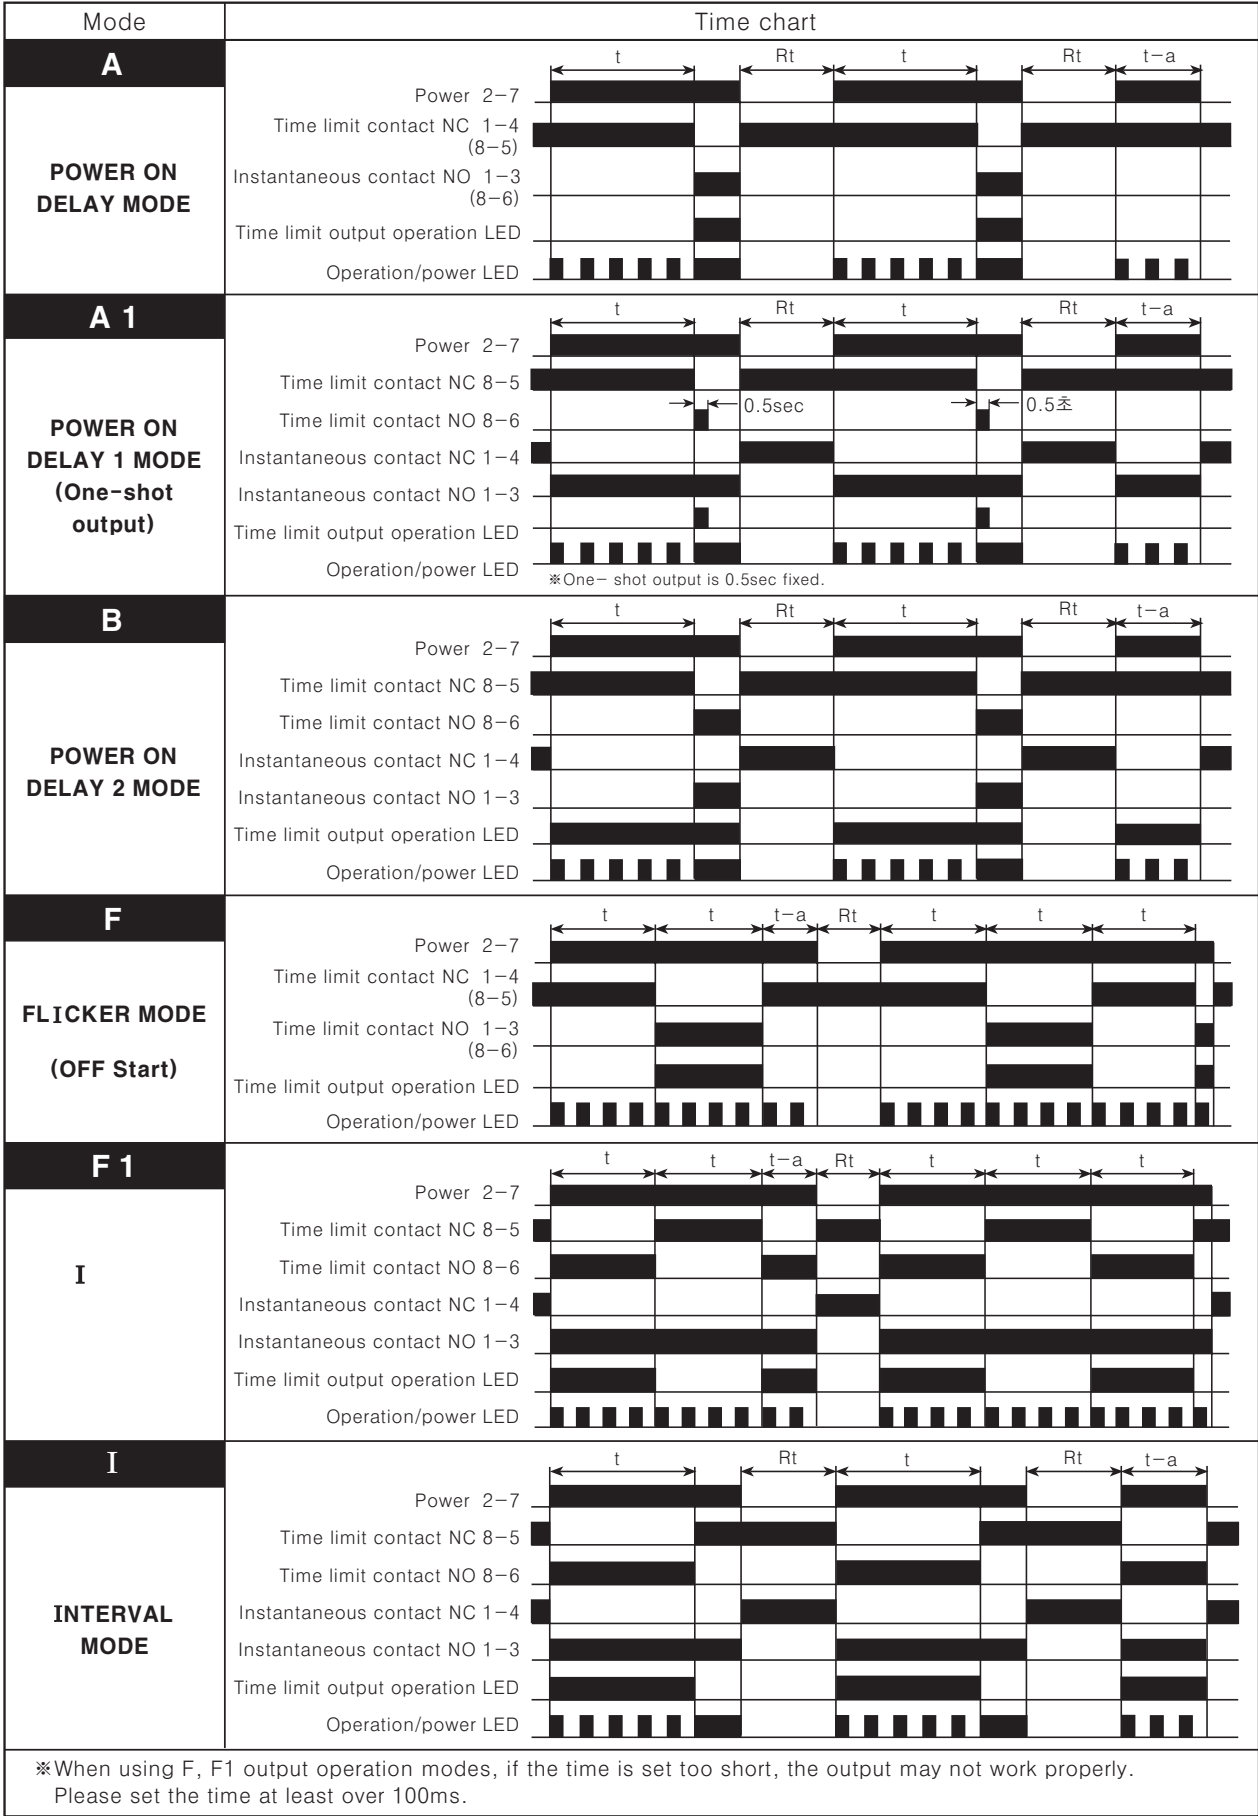 Mode
Time chart
A
POWER ON
DELAY MODE
t
Rt
t
Rt
t-a
Power 2-7
Time limit contact NC 1-4
(8-5)
Instantaneous contact NO 1-3
(8-6)
Time limit output operation LED
Operation/power LED
A 1
POWER ON
DELAY 1 MODE
(One-shot
output)
t
Rt
t
Rt
t-a
Power 2-7
Time limit contact NC 8-5
0.5sec
0.5초
Time limit contact NO 8-6
Instantaneous contact NC 1-4
Instantaneous contact NO 1-3
Time limit output operation LED
Operation/power LED
※One- shot output is 0.5sec fixed.
B
POWER ON
DELAY 2 MODE
t
Rt
t
Rt
t-a
Power 2-7
Time limit contact NC 8-5
Time limit contact NO 8-6
Instantaneous contact NC 1-4
Instantaneous contact NO 1-3
Time limit output operation LED
Operation/power LED
F
FLICKER MODE
(OFF Start)
t
t
t-a
Rt
t
t
t
Power 2-7
Time limit contact NC 1-4
(8-5)
Time limit contact NO 1-3
(8-6)
Time limit output operation LED
Operation/power LED
F 1
I
t
t
t-a
Rt
t
t
t
Power 2-7
Time limit contact NC 8-5
Time limit contact NO 8-6
Instantaneous contact NC 1-4
Instantaneous contact NO 1-3
Time limit output operation LED
Operation/power LED
I
INTERVAL
MODE
t
Rt
t
Rt
t-a
Power 2-7
Time limit contact NC 8-5
Time limit contact NO 8-6
Instantaneous contact NC 1-4
Instantaneous contact NO 1-3
Time limit output operation LED
Operation/power LED
※When using F, F1 output operation modes, if the time is set too short, the output may not work properly.
Please set the time at least over 100ms.